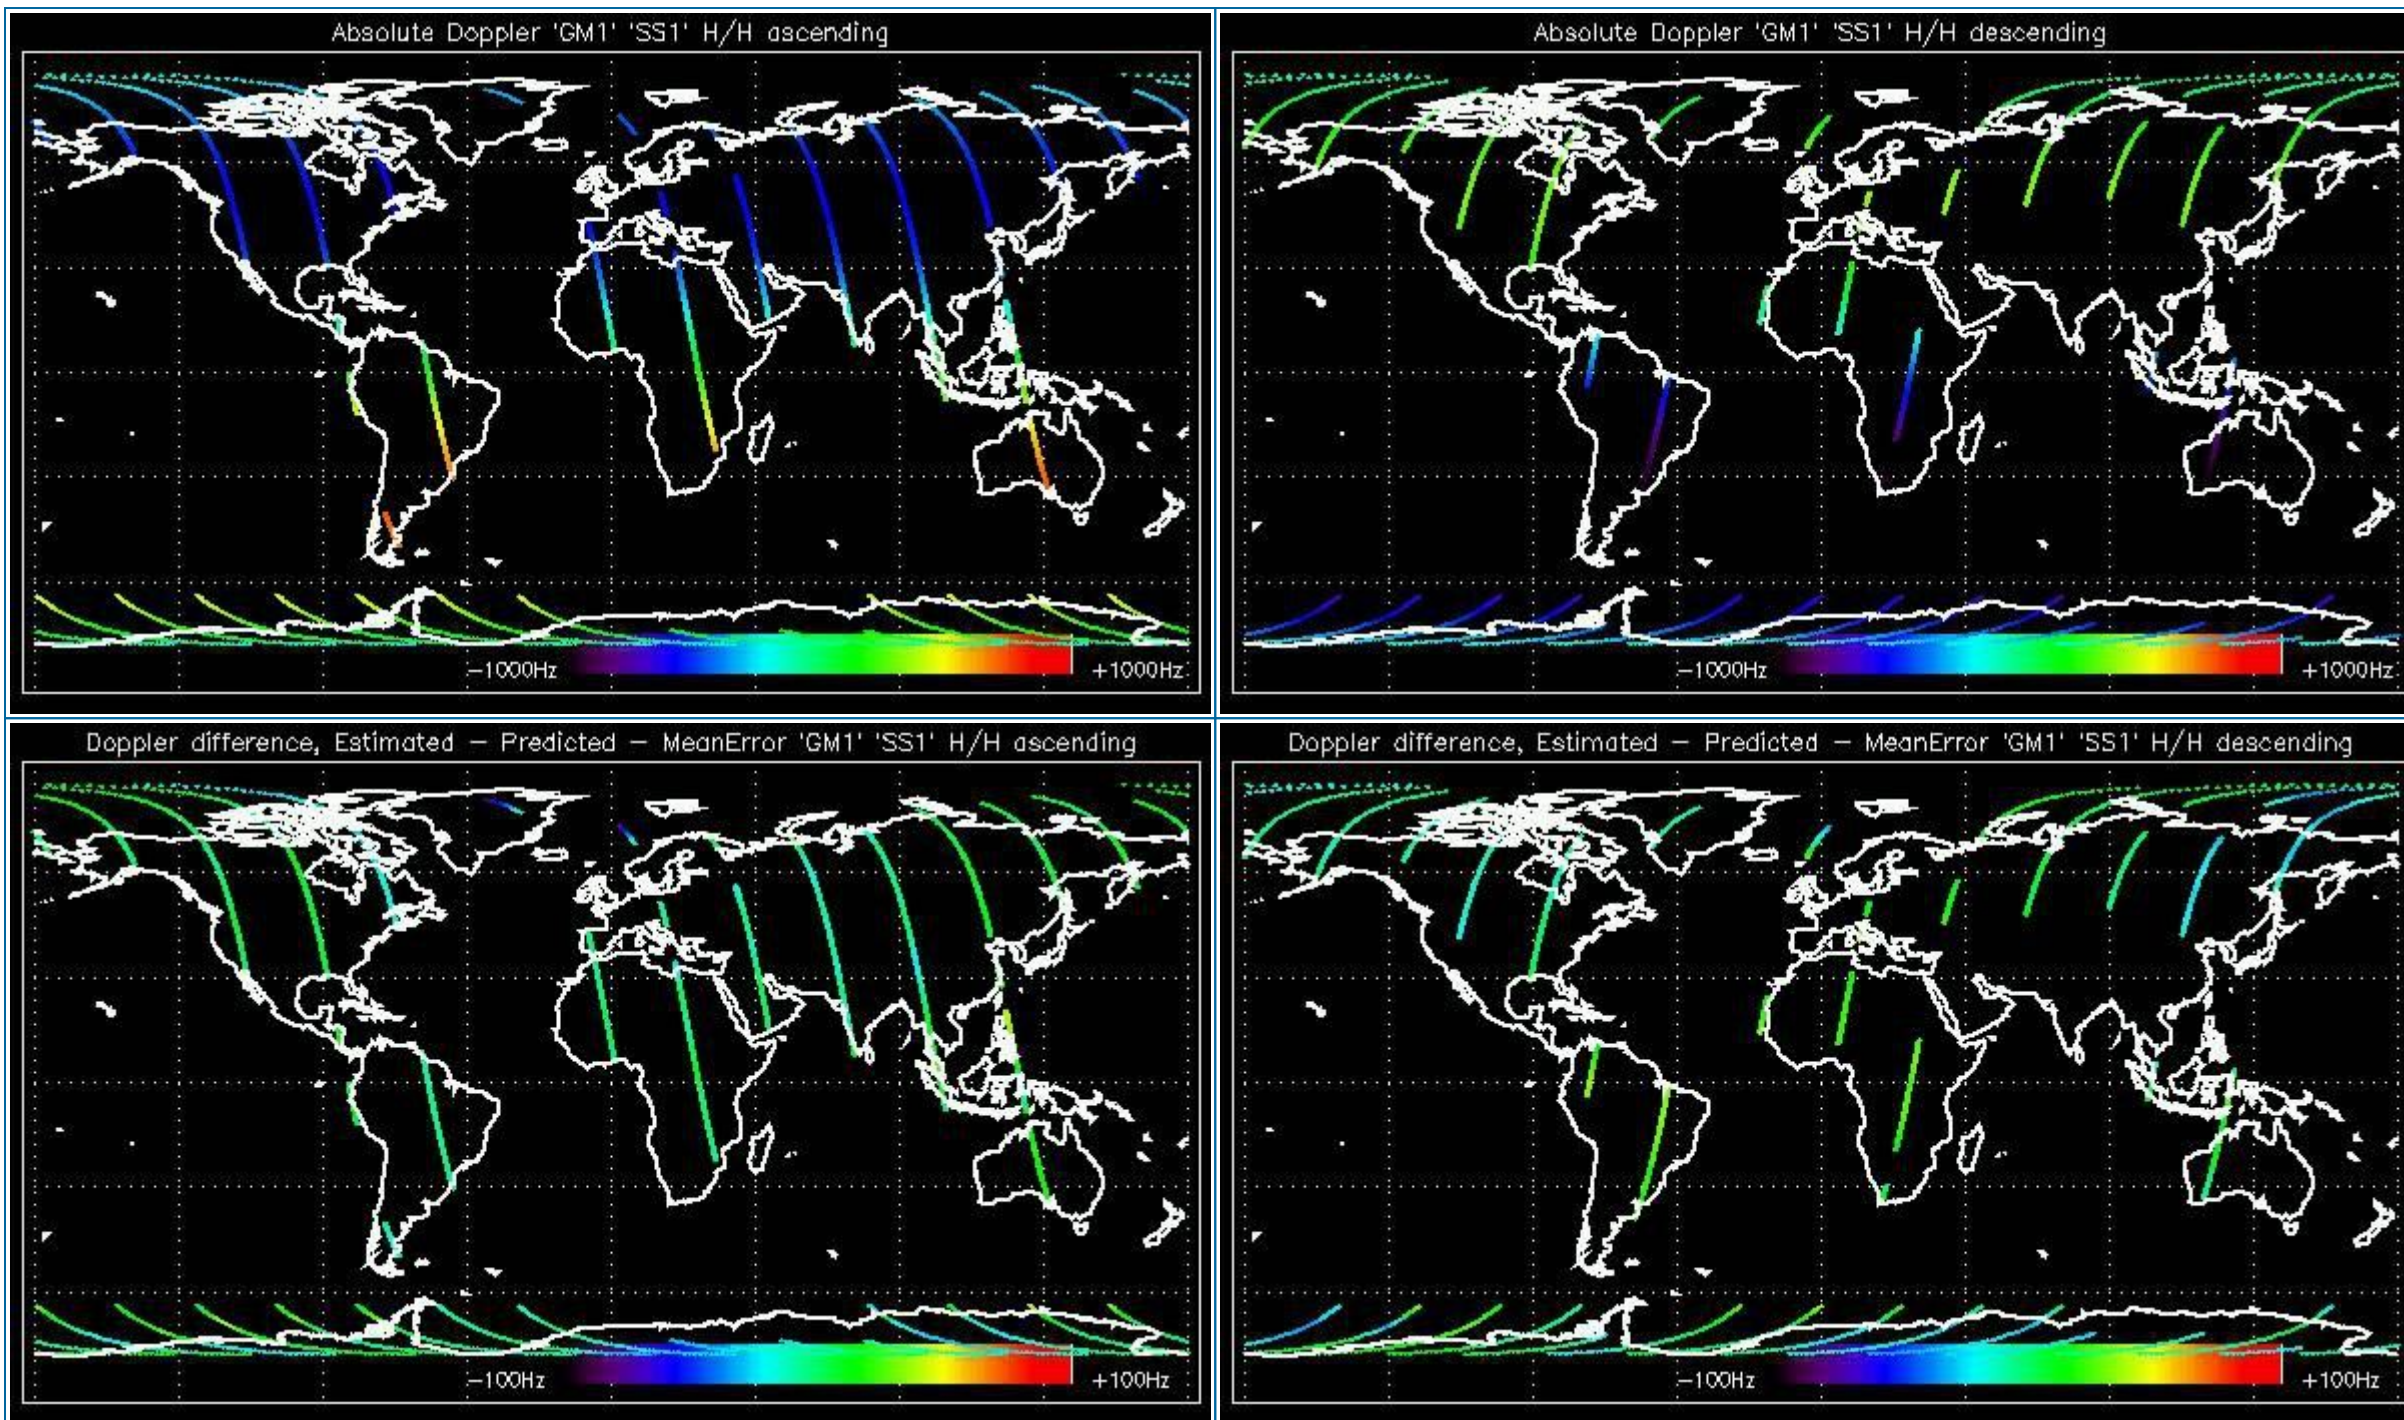 Absolute Doppler 'GM1' 'SS1' H/H ascending
-1000Hz
+1000Hz
Absolute Doppler 'GM1' 'SS1' H/H descending
-1000Hz
+1000Hz
Doppler difference, Estimated - Predicted - MeanError 'GM1' 'SS1' H/H ascending
-100Hz
+100Hz
Doppler difference, Estimated - Predicted - MeanError 'GM1' 'SS1' H/H descending
-100Hz
+100Hz